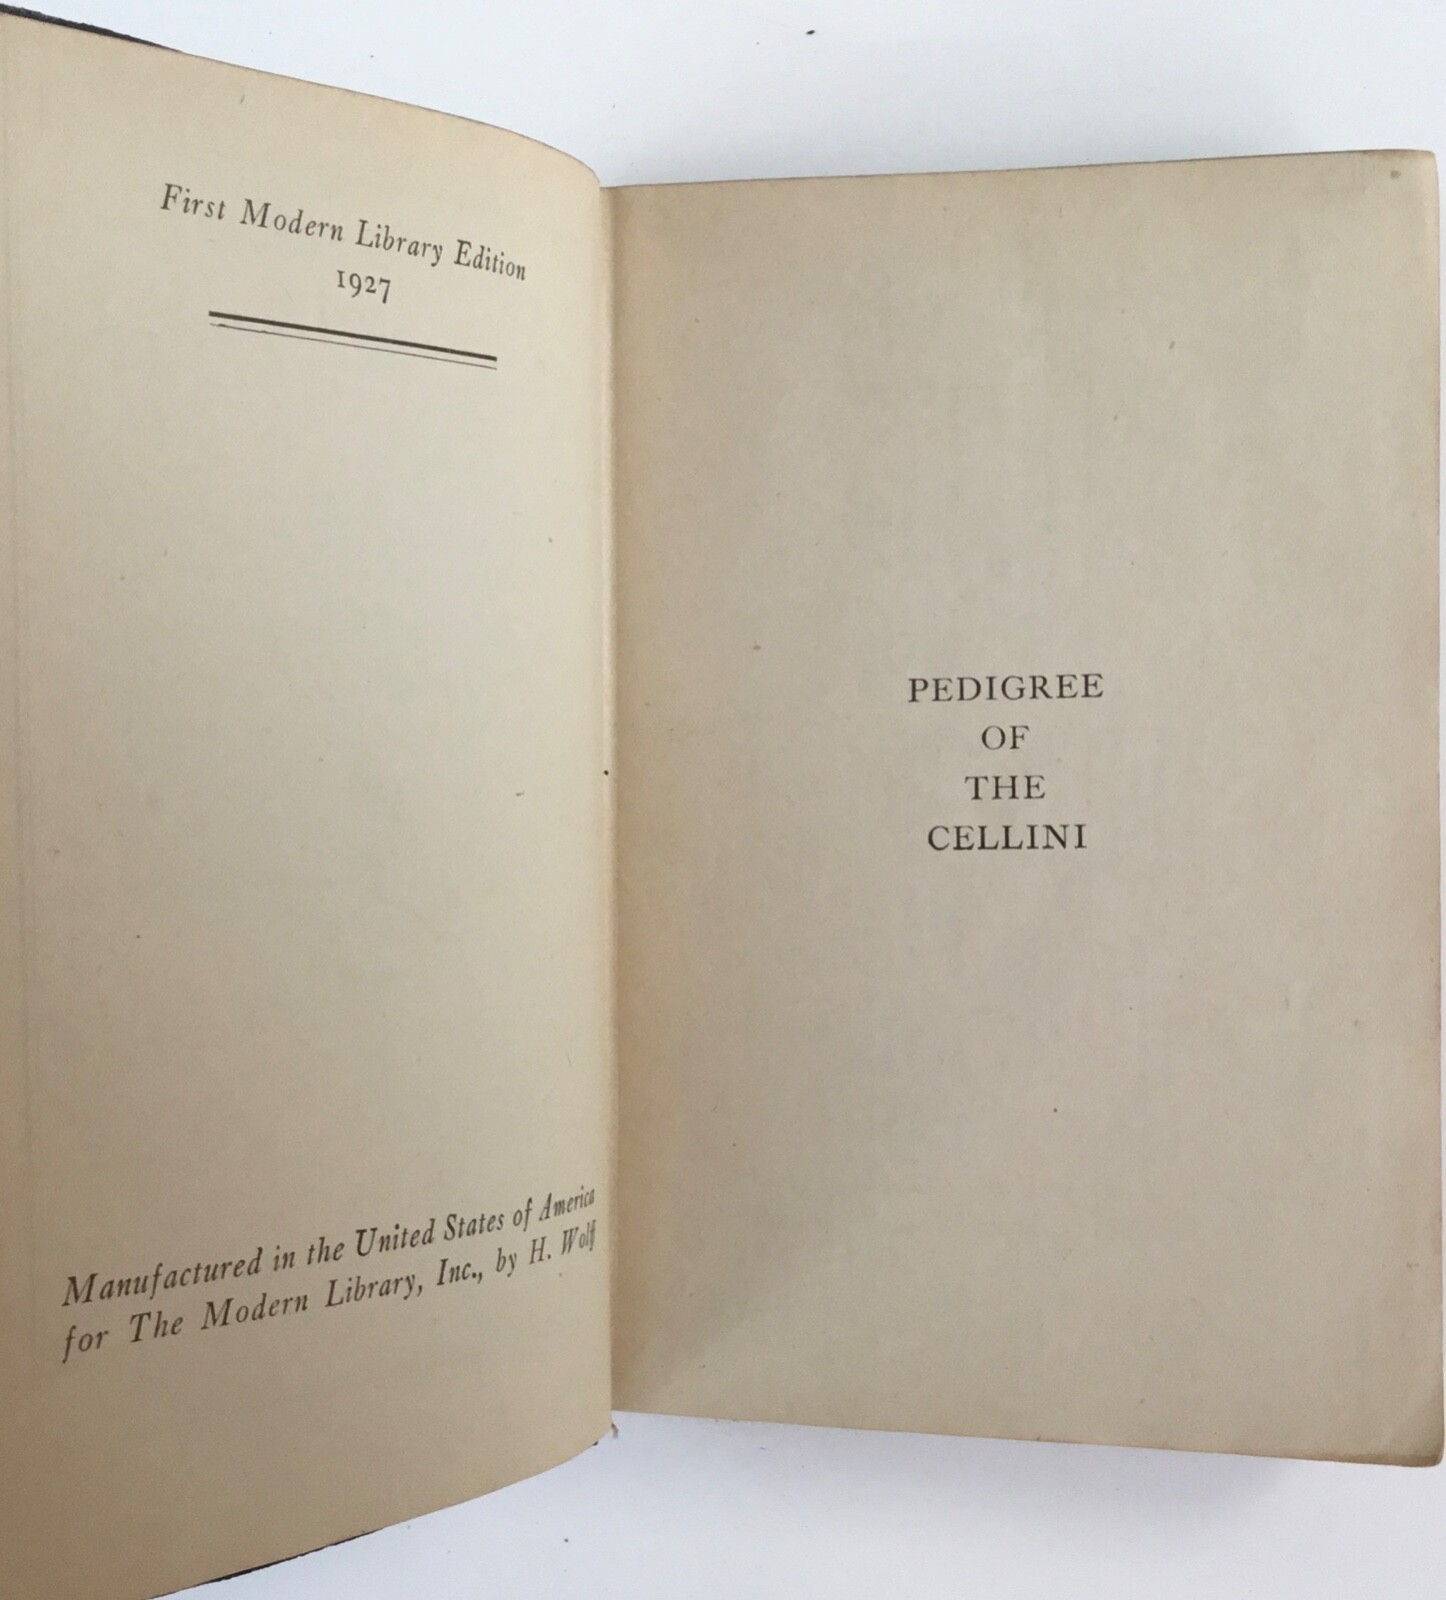 First Modern Library Edition
1927
Manufactured in the United States of America
for The Modern Library, Inc., by H. Wolff
PEDIGREE
OF
THE
CELLINI